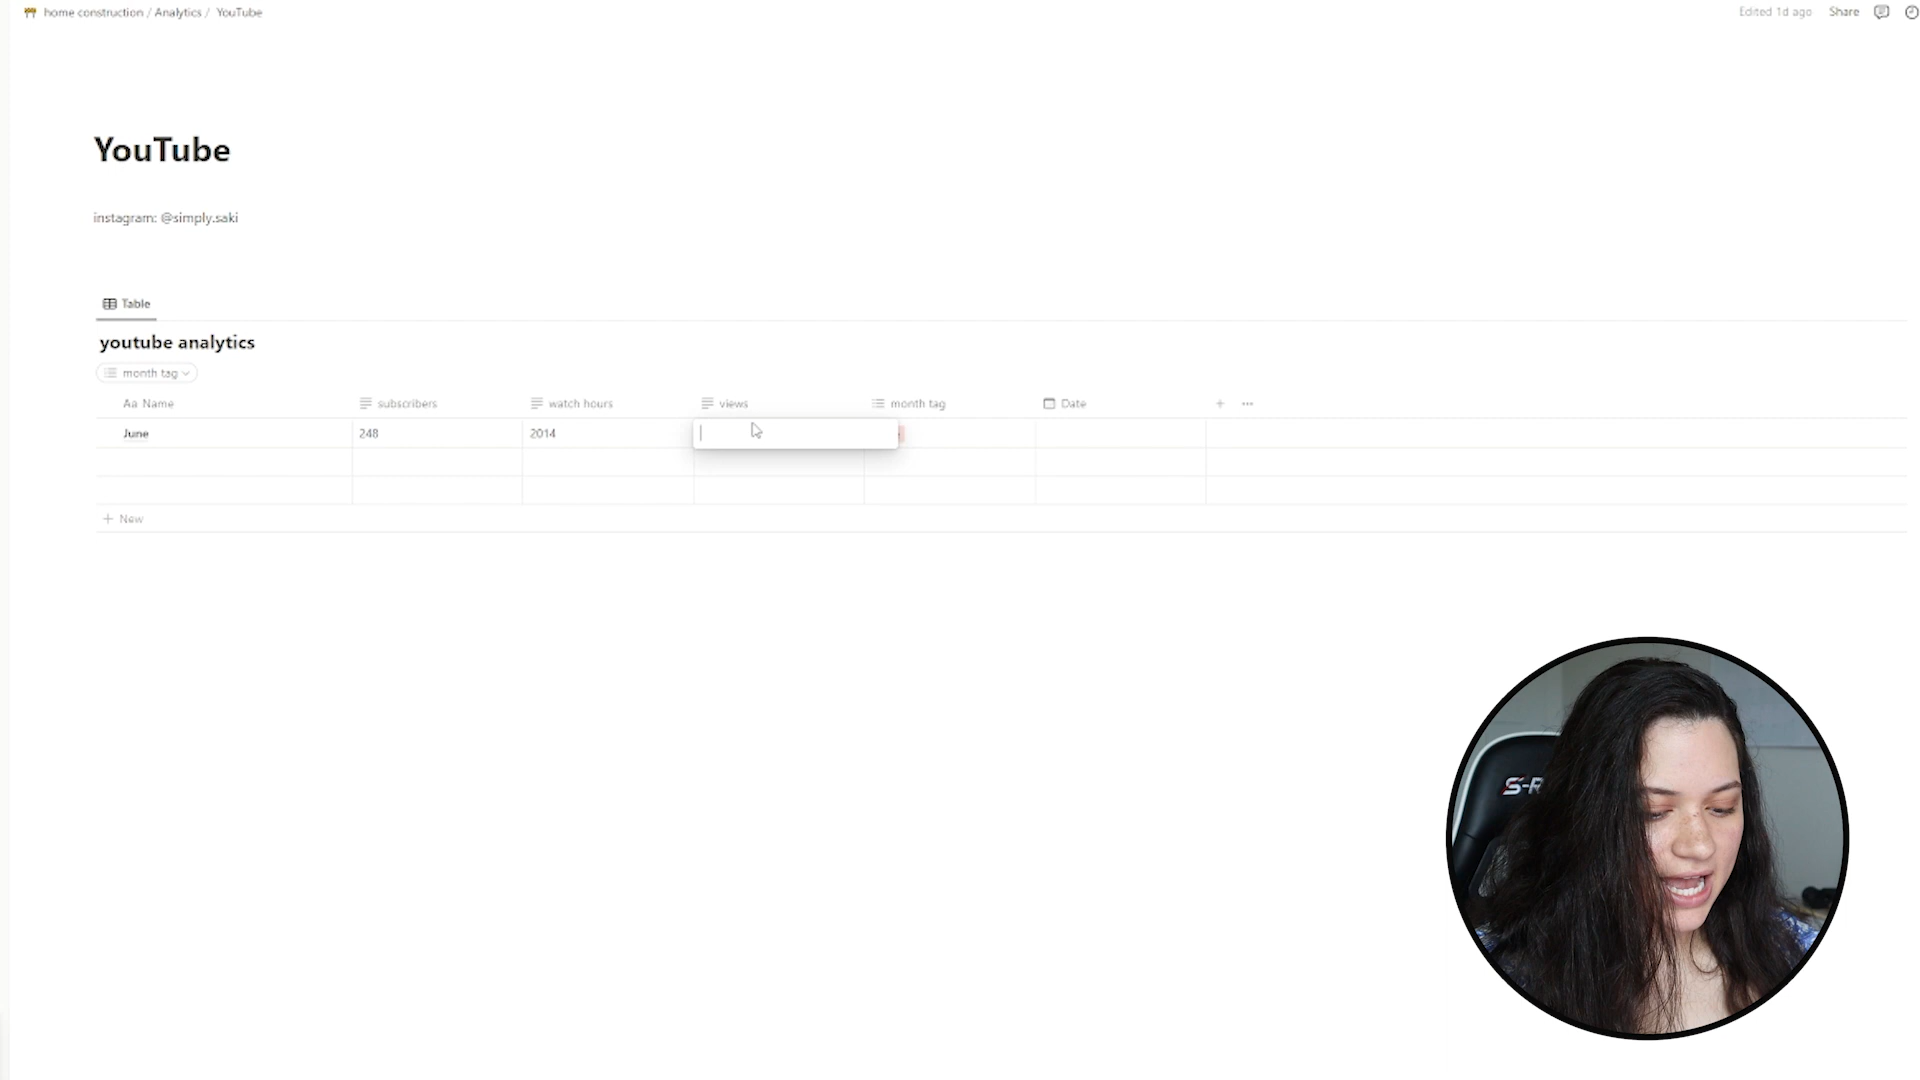 home construction / Analytics / YouTube
Edited 1d ago Share
YouTube
instagram: @simply.saki
Table
youtube analytics
month tag
Aa Name subscribers watch hours views month tag Date
June 248 2014
+ New
S-R